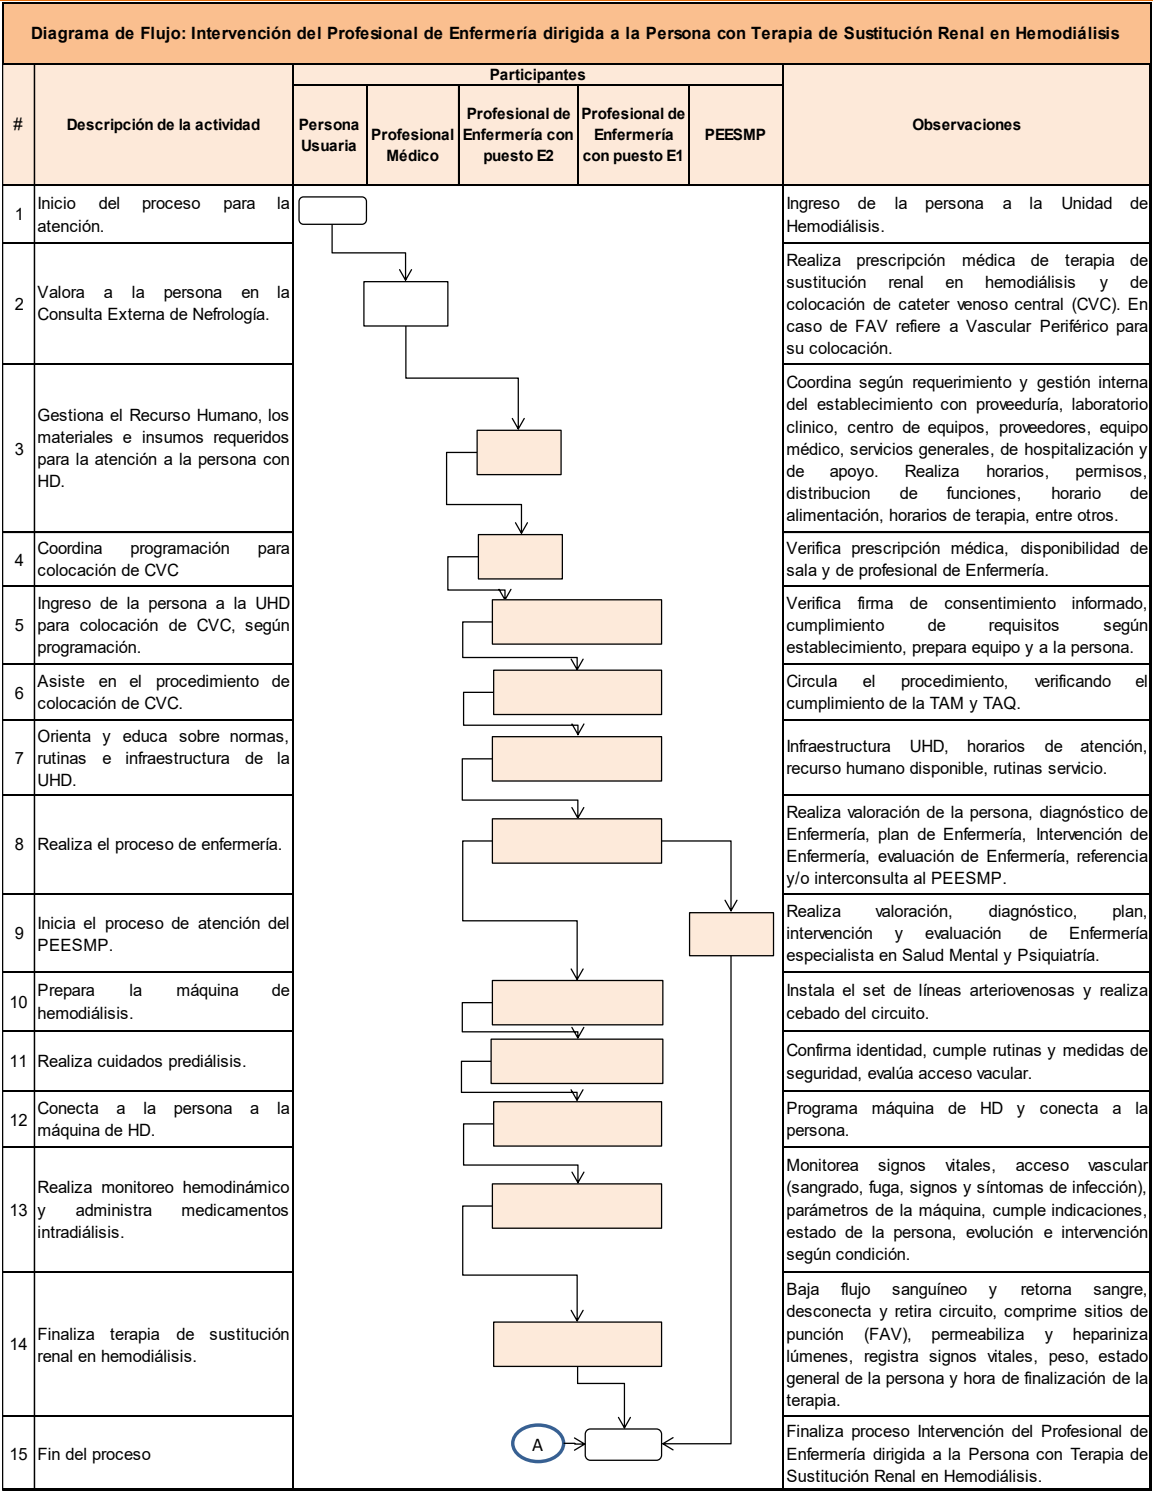 Diagrama de Flujo: Intervención del Profesional de Enfermería dirigida a la Persona con Terapia de Sustitución Renal en Hemodiálisis
#
Descripción de la actividad
Participantes
Persona
Usuaria
Profesional
Médico
Profesional de
Enfermería con
puesto E2
Profesional de
Enfermería
con puesto E1
PEESMP
Observaciones
1
Inicio del proceso para la
atención.
Ingreso de la persona a la Unidad de
Hemodiálisis.
2
Valora a la persona en la
Consulta Externa de Nefrología.
Realiza prescripción médica de terapia de
sustitución renal en hemodiálisis y de
colocación de cateter venoso central (CVC). En
caso de FAV refiere a Vascular Periférico para
su colocación.
3
Gestiona el Recurso Humano, los
materiales e insumos requeridos
para la atención a la persona con
HD.
Coordina según requerimiento y gestión interna
del establecimiento con proveeduría, laboratorio
clinico, centro de equipos, proveedores, equipo
médico, servicios generales, de hospitalización y
de apoyo. Realiza horarios, permisos,
distribucion de funciones, horario de
alimentación, horarios de terapia, entre otros.
4
Coordina programación para
colocación de CVC
Verifica prescripción médica, disponibilidad de
sala y de profesional de Enfermería.
5
Ingreso de la persona a la UHD
para colocación de CVC, según
programación.
Verifica firma de consentimiento informado,
cumplimiento de requisitos según
establecimiento, prepara equipo y a la persona.
6
Asiste en el procedimiento de
colocación de CVC.
Circula el procedimiento, verificando el
cumplimiento de la TAM y TAQ.
7
Orienta y educa sobre normas,
rutinas e infraestructura de la
UHD.
Infraestructura UHD, horarios de atención,
recurso humano disponible, rutinas servicio.
8
Realiza el proceso de enfermería.
Realiza valoración de la persona, diagnóstico de
Enfermería, plan de Enfermería, Intervención de
Enfermería, evaluación de Enfermería, referencia
y/o interconsulta al PEESMP.
9
Inicia el proceso de atención del
PEESMP.
Realiza valoración, diagnóstico, plan,
intervención y evaluación de Enfermería
especialista en Salud Mental y Psiquiatría.
10
Prepara la máquina de
hemodiálisis.
Instala el set de líneas arteriovenosas y realiza
cebado del circuito.
11
Realiza cuidados prediálisis.
Confirma identidad, cumple rutinas y medidas de
seguridad, evalúa acceso vacular.
12
Conecta a la persona a la
máquina de HD.
Programa máquina de HD y conecta a la
persona.
13
Realiza monitoreo hemodinámico
y administra medicamentos
intradiálisis.
Monitorea signos vitales, acceso vascular
(sangrado, fuga, signos y síntomas de infección),
parámetros de la máquina, cumple indicaciones,
estado de la persona, evolución e intervención
según condición.
14
Finaliza terapia de sustitución
renal en hemodiálisis.
Baja flujo sanguíneo y retorna sangre,
desconecta y retira circuito, comprime sitios de
punción (FAV), permeabiliza y hepariniza
lúmenes, registra signos vitales, peso, estado
general de la persona y hora de finalización de la
terapia.
15
Fin del proceso
A
Finaliza proceso Intervención del Profesional de
Enfermería dirigida a la Persona con Terapia de
Sustitución Renal en Hemodiálisis.